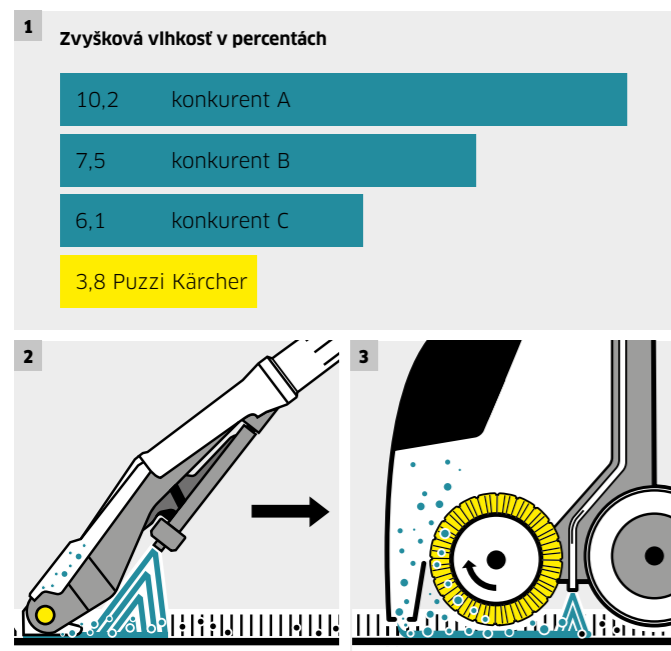 1
Zvyšková vlhkosť v percentách
10,2 konkurent A
7,5 konkurent B
6,1 konkurent C
3,8 Puzzi Kärcher
2
3